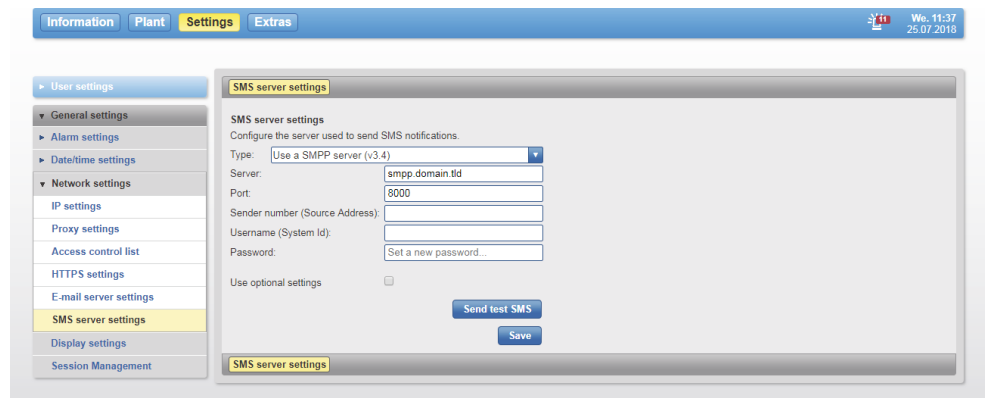 Information Plant Settings Extras 11 We. 11:37
25.07.2018
User settings
General settings
Alarm settings
Date/time settings
Network settings
IP settings
Proxy settings
Access control list
HTTPS settings
E-mail server settings
SMS server settings
Display settings
Session Management
SMS server settings
SMS server settings
Configure the server used to send SMS notifications.
Type: Use a SMPP server (v3.4)
Server: smpp.domain.tld
Port: 8000
Sender number (Source Address):
Username (System Id):
Password: Set a new password...
Use optional settings
Send test SMS
Save
SMS server settings